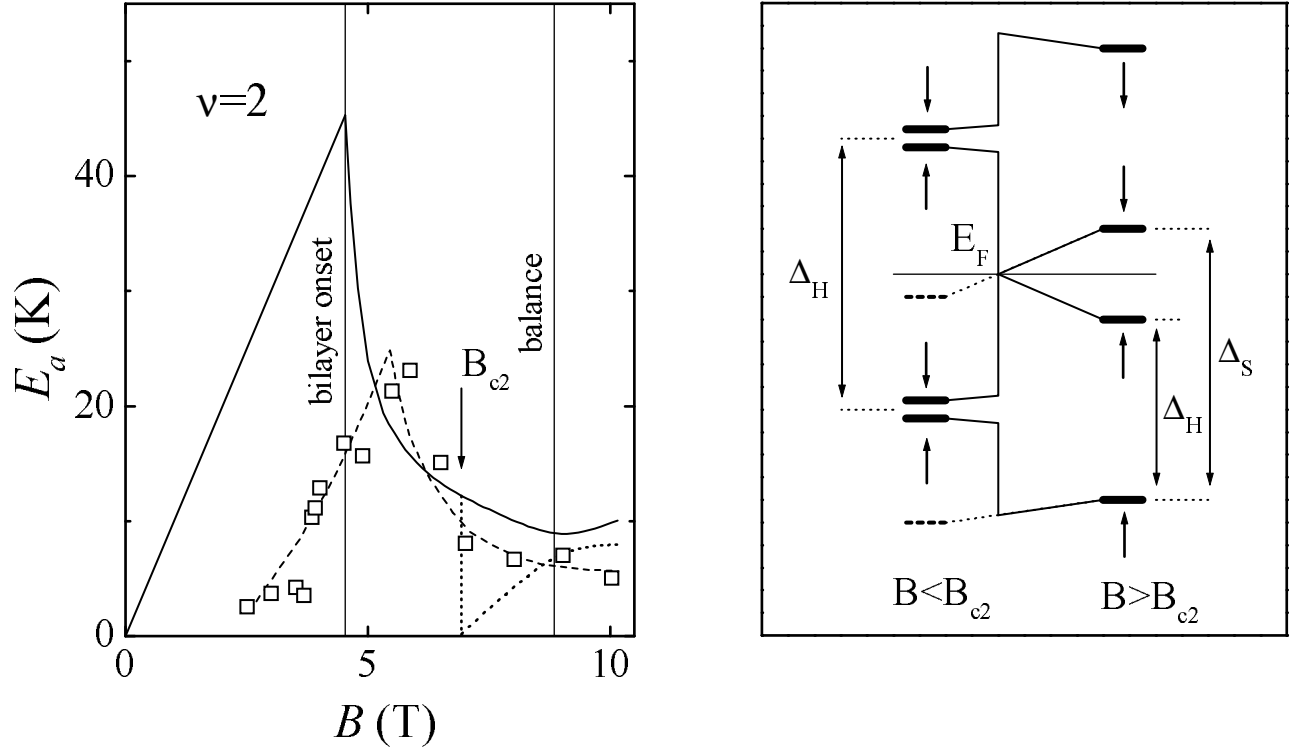 ν=2
E_a (K)
40
20
0
0
5
10
B (T)
bilayer onset
balance
B_c2
E_F
Δ_H
Δ_H
Δ_S
B<B_c2
B>B_c2